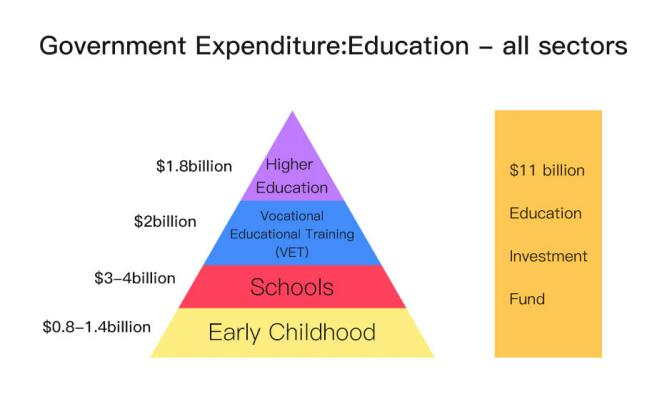 Government Expenditure:Education – all sectors
$1.8billion
Higher
Education
$2billion
Vocational
Educational Training
(VET)
$3–4billion
Schools
$0.8–1.4billion
Early Childhood
$11 billion
Education
Investment
Fund